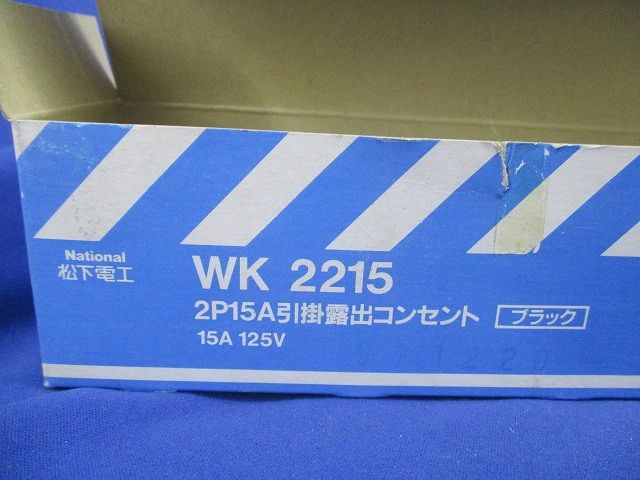 National
松下電工
WK 2215
2P15A引掛露出コンセント ブラック
15A 125V